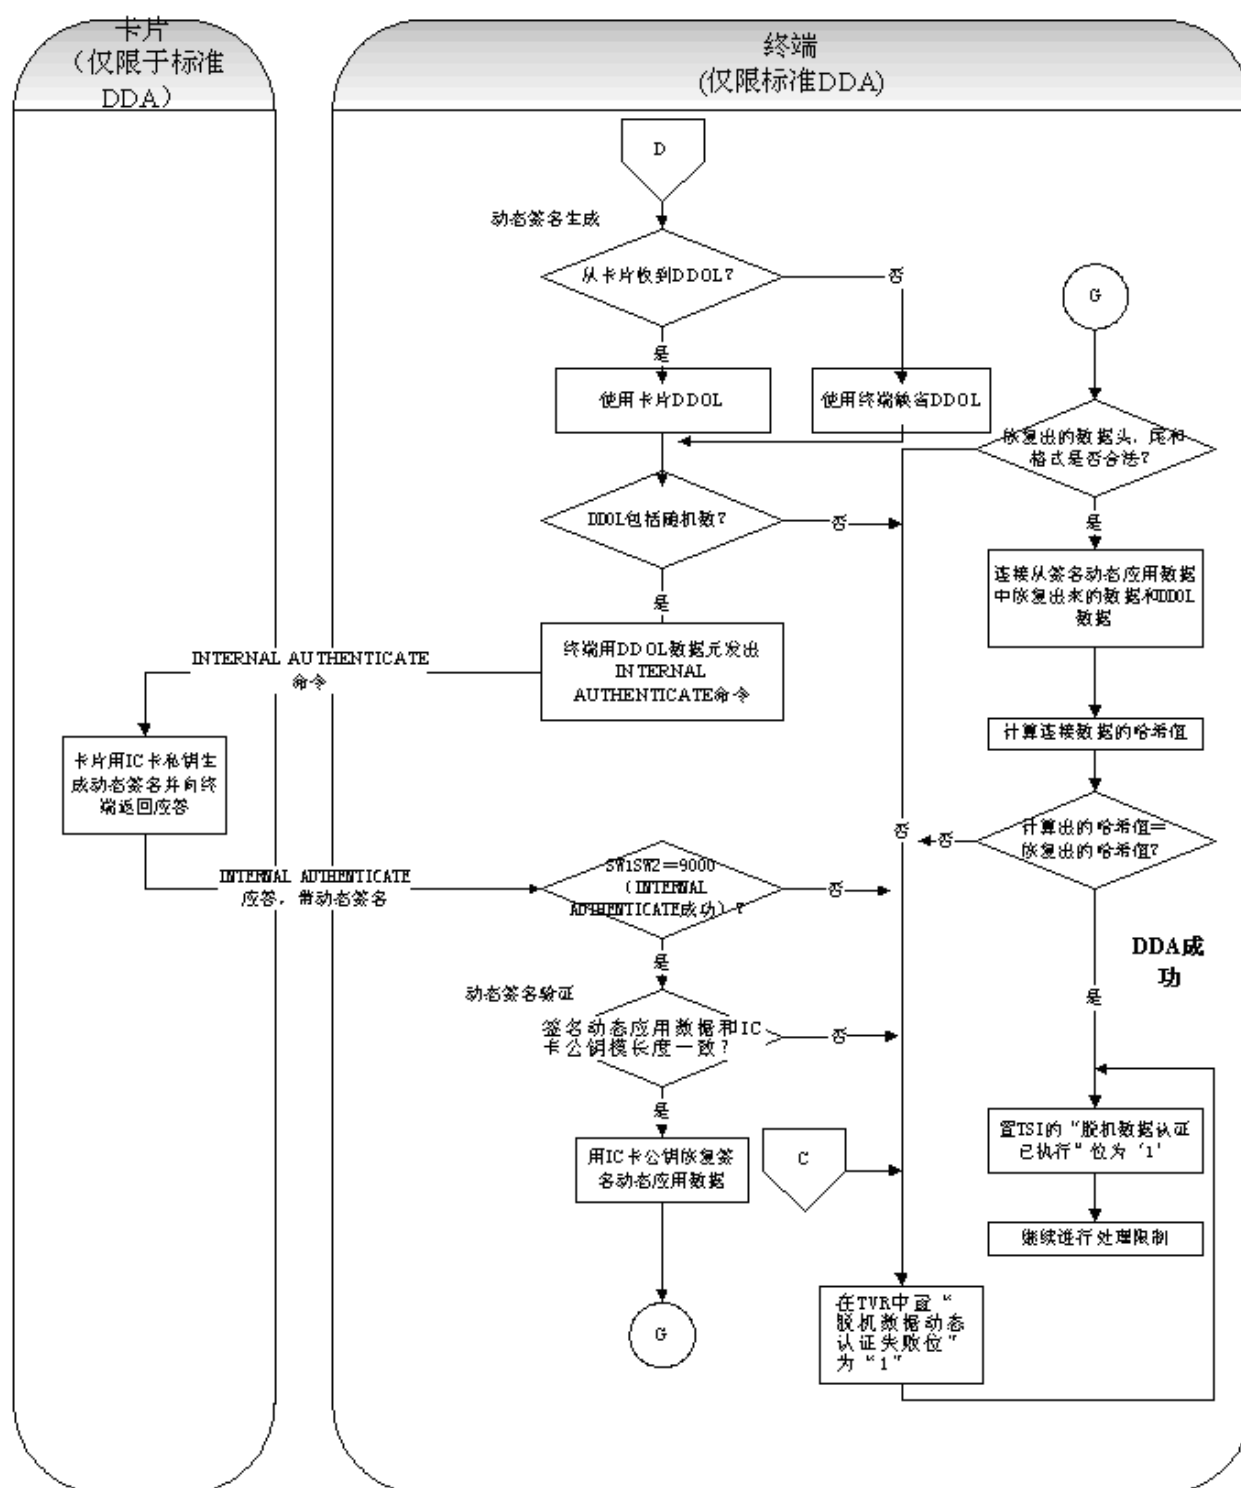 卡片
（仅限于标准
DDA）
终端
(仅限标准DDA)
D
动态签名生成
从卡片收到DDOL？
否
是
使用卡片DDOL
使用终端缺省DDOL
DDOL包括随机数？
否
是
终端用DDOL数据元发出
INTERNAL
AUTHENTICATE命令
INTERNAL AUTHENTICATE
命令
卡片用IC卡私钥生
成动态签名并向终
端返回应答
INTERNAL AUTHENTICATE
应答，带动态签名
SW1SW2＝9000
（INTERNAL
AUTHENTICATE成功）？
否
是
动态签名验证
签名动态应用数据和IC
卡公钥模长度一致？
否
是
用IC卡公钥恢复签
名动态应用数据
G
C
否
在TVR中置“
脱机数据动态
认证失败位”
为“1”
G
恢复出的数据头，尾和
格式是否合法？
是
连接从签名动态应用数据
中恢复出来的数据和DDOL
数据
计算连接数据的哈希值
计算出的哈希值＝
恢复出的哈希值？
否
DDA成
功
是
置TSI的“脱机数据认证
已执行”位为‘1’
继续进行处理限制